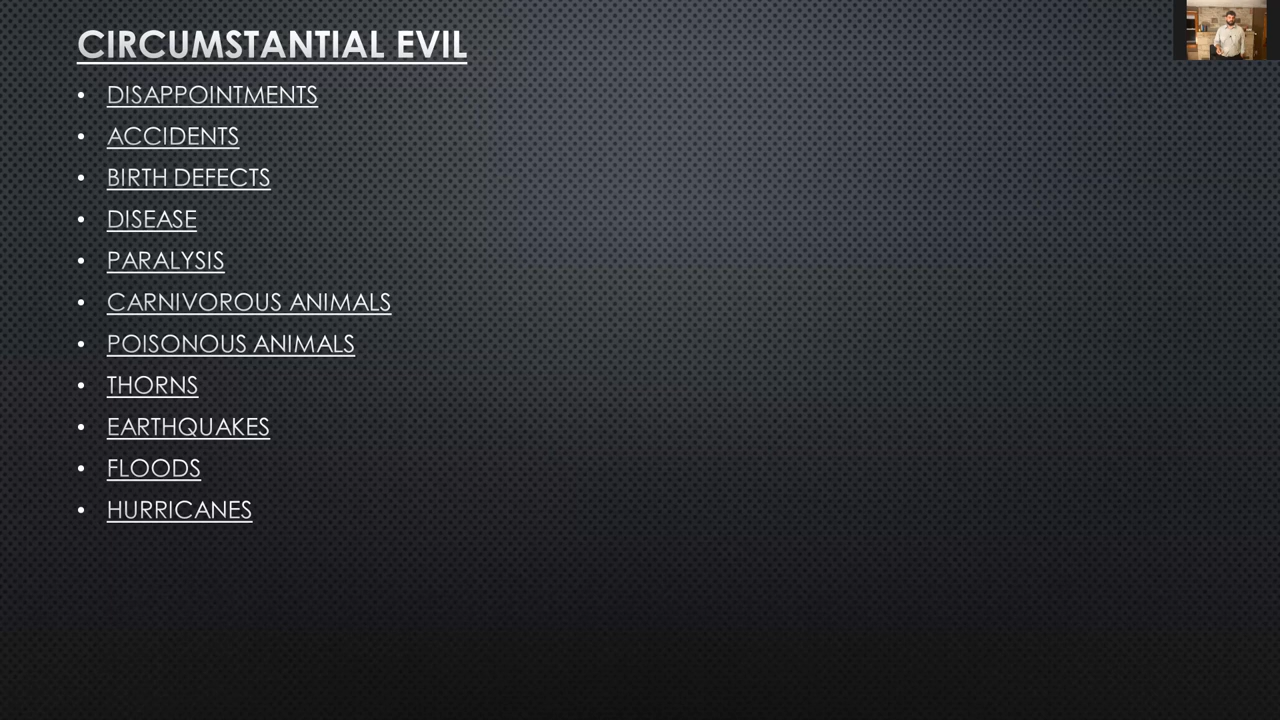 CIRCUMSTANTIAL EVIL
• DISAPPOINTMENTS
• ACCIDENTS
• BIRTH DEFECTS
• DISEASE
• PARALYSIS
• CARNIVOROUS ANIMALS
• POISONOUS ANIMALS
• THORNS
• EARTHQUAKES
• FLOODS
• HURRICANES